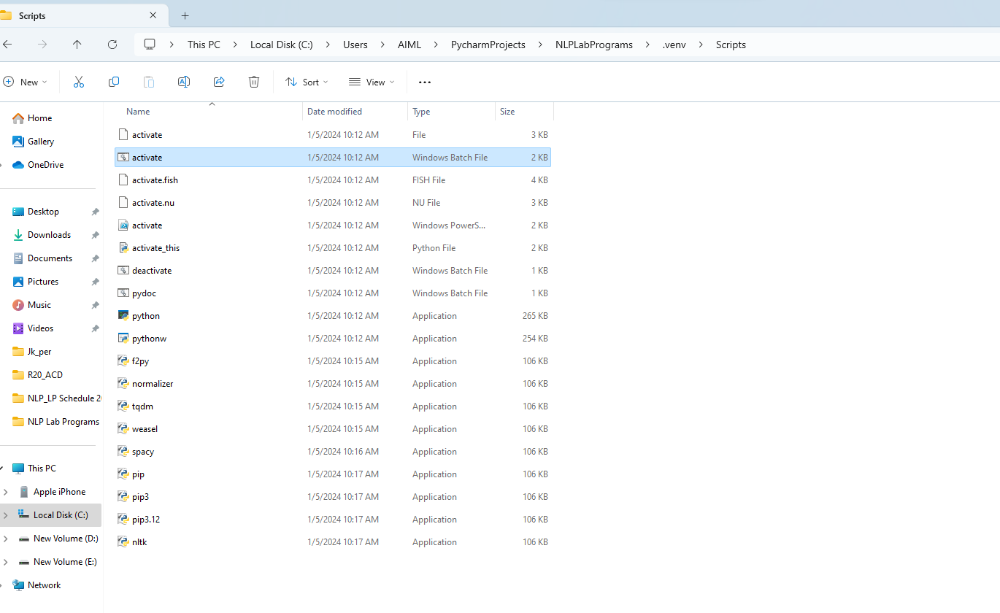 Scripts
This PC > Local Disk (C:) > Users > AIML > PycharmProjects > NLPLabPrograms > .venv > Scripts
New Sort View ...
Name Date modified Type Size
Home
Gallery
OneDrive
Desktop
Downloads
Documents
Pictures
Music
Videos
Jk_per
R20_ACD
NLP_LP Schedule
NLP Lab Programs
This PC
Apple iPhone
Local Disk (C:)
New Volume (D:)
New Volume (E:)
Network
activate 1/5/2024 10:12 AM File 3 KB
activate 1/5/2024 10:12 AM Windows Batch File 2 KB
activate.fish 1/5/2024 10:12 AM FISH File 4 KB
activate.nu 1/5/2024 10:12 AM NU File 3 KB
activate 1/5/2024 10:12 AM Windows PowerS... 2 KB
activate_this 1/5/2024 10:12 AM Python File 2 KB
deactivate 1/5/2024 10:12 AM Windows Batch File 1 KB
pydoc 1/5/2024 10:12 AM Windows Batch File 1 KB
python 1/5/2024 10:12 AM Application 265 KB
pythonw 1/5/2024 10:12 AM Application 254 KB
f2py 1/5/2024 10:15 AM Application 106 KB
normalizer 1/5/2024 10:15 AM Application 106 KB
tqdm 1/5/2024 10:15 AM Application 106 KB
weasel 1/5/2024 10:15 AM Application 106 KB
spacy 1/5/2024 10:16 AM Application 106 KB
pip 1/5/2024 10:17 AM Application 106 KB
pip3 1/5/2024 10:17 AM Application 106 KB
pip3.12 1/5/2024 10:17 AM Application 106 KB
nltk 1/5/2024 10:17 AM Application 106 KB